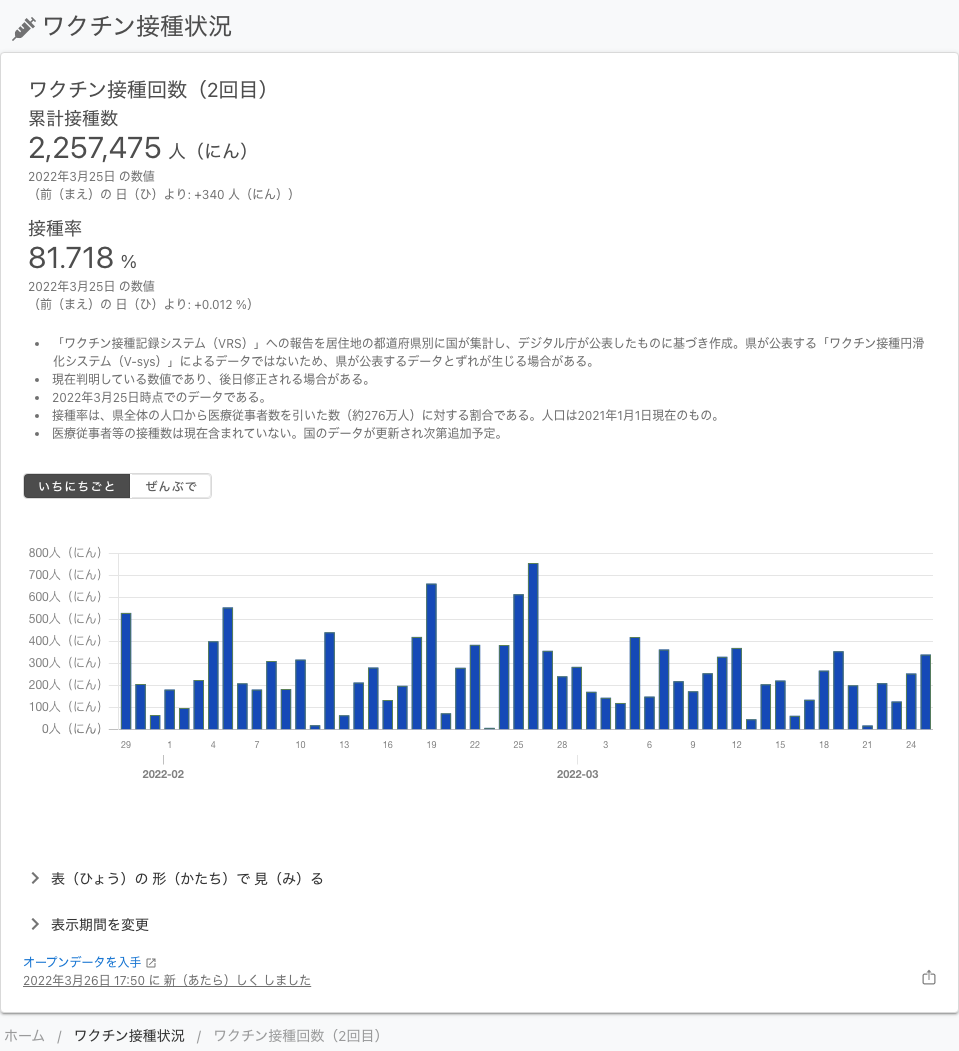 ワクチン接種状況
ワクチン接種回数（2回目）
累計接種数
2,257,475 人（にん）
2022年3月25日 の数値
（前（まえ）の 日（ひ）より: +340 人（にん））
接種率
81.718 %
2022年3月25日 の数値
（前（まえ）の 日（ひ）より: +0.012 %）
• 「ワクチン接種記録システム（VRS）」への報告を居住地の都道府県別に国が集計し、デジタル庁が公表したものに基づき作成。県が公表する「ワクチン接種円滑
化システム（V-sys）」によるデータではないため、県が公表するデータとずれが生じる場合がある。
• 現在判明している数値であり、後日修正される場合がある。
• 2022年3月25日時点でのデータである。
• 接種率は、県全体の人口から医療従事者数を引いた数（約276万人）に対する割合である。人口は2021年1月1日現在のもの。
• 医療従事者等の接種数は現在含まれていない。国のデータが更新され次第追加予定。
いちにちごと ぜんぶで
800人（にん）
700人（にん）
600人（にん）
500人（にん）
400人（にん）
300人（にん）
200人（にん）
100人（にん）
0人（にん）
29 1 4 7 10 13 16 19 22 25 28 3 6 9 12 15 18 21 24
2022-02 2022-03
表（ひょう）の 形（かたち）で 見（み）る
表示期間を変更
オープンデータを入手
2022年3月26日 17:50 に 新（あたら）しく しました
ホーム / ワクチン接種状況 / ワクチン接種回数（2回目）